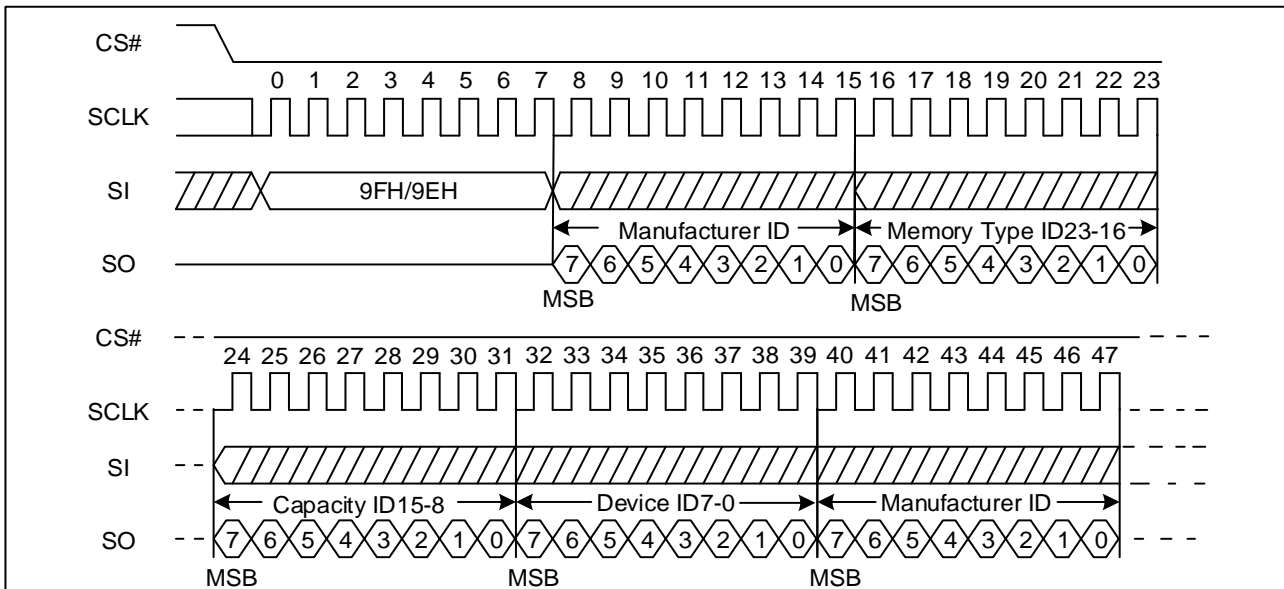 CS#
0 1 2 3 4 5 6 7 8 9 10 11 12 13 14 15 16 17 18 19 20 21 22 23
SCLK
SI 9FH/9EH
Manufacturer ID Memory Type ID23-16
SO 7 6 5 4 3 2 1 0 7 6 5 4 3 2 1 0
MSB MSB
CS#
24 25 26 27 28 29 30 31 32 33 34 35 36 37 38 39 40 41 42 43 44 45 46 47
SCLK
SI
Capacity ID15-8 Device ID7-0 Manufacturer ID
SO 7 6 5 4 3 2 1 0 7 6 5 4 3 2 1 0 7 6 5 4 3 2 1 0
MSB MSB MSB